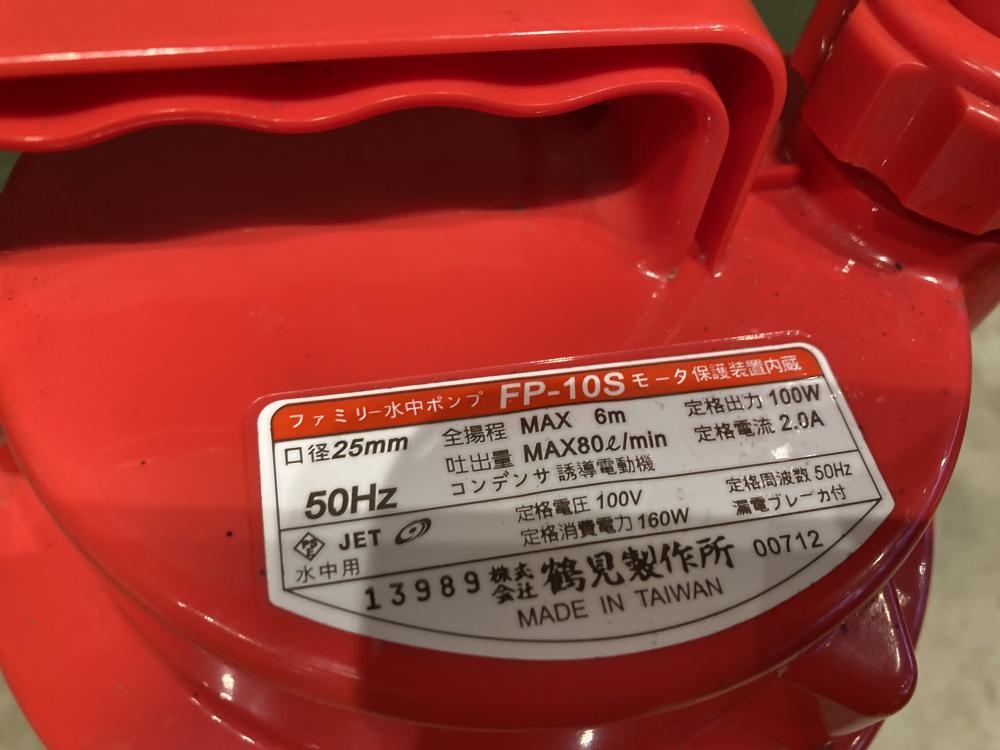 ファミリー水中ポンプ FP-10S モータ保護装置内蔵
口径25mm 全揚程 MAX 6m 定格出力 100W
吐出量 MAX80ℓ/min 定格電流 2.0A
50Hz コンデンサ 誘導電動機
定格電圧 100V 定格周波数 50Hz
JET 定格消費電力 160W 漏電ブレーカ付
水中用
13989 株式会社 鶴見製作所 00712
MADE IN TAIWAN